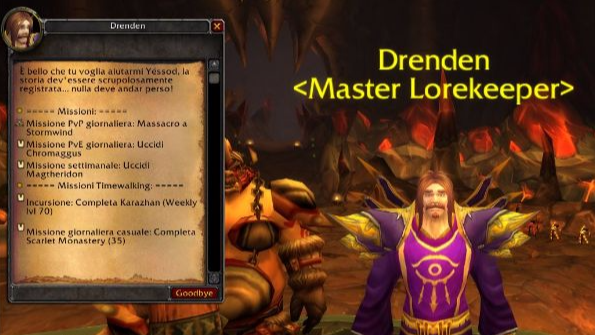 Drenden
È bello che tu voglia aiutarmi Yessod, la
storia dev'essere scrupolosamente
registrata... nulla deve andar perso!
===== Missioni: =====
Missione PvP giornaliera: Massacro a
Stormwind
Missione PvE giornaliera: Uccidi
Chromaggus
Missione settimanale: Uccidi
Magtheridon
===== Missioni Timewalking: =====
Incursione: Completa Karazhan (Weekly
lvl 70)
Missione giornaliera casuale: Completa
Scarlet Monastery (35)
Goodbye
Drenden
<Master Lorekeeper>